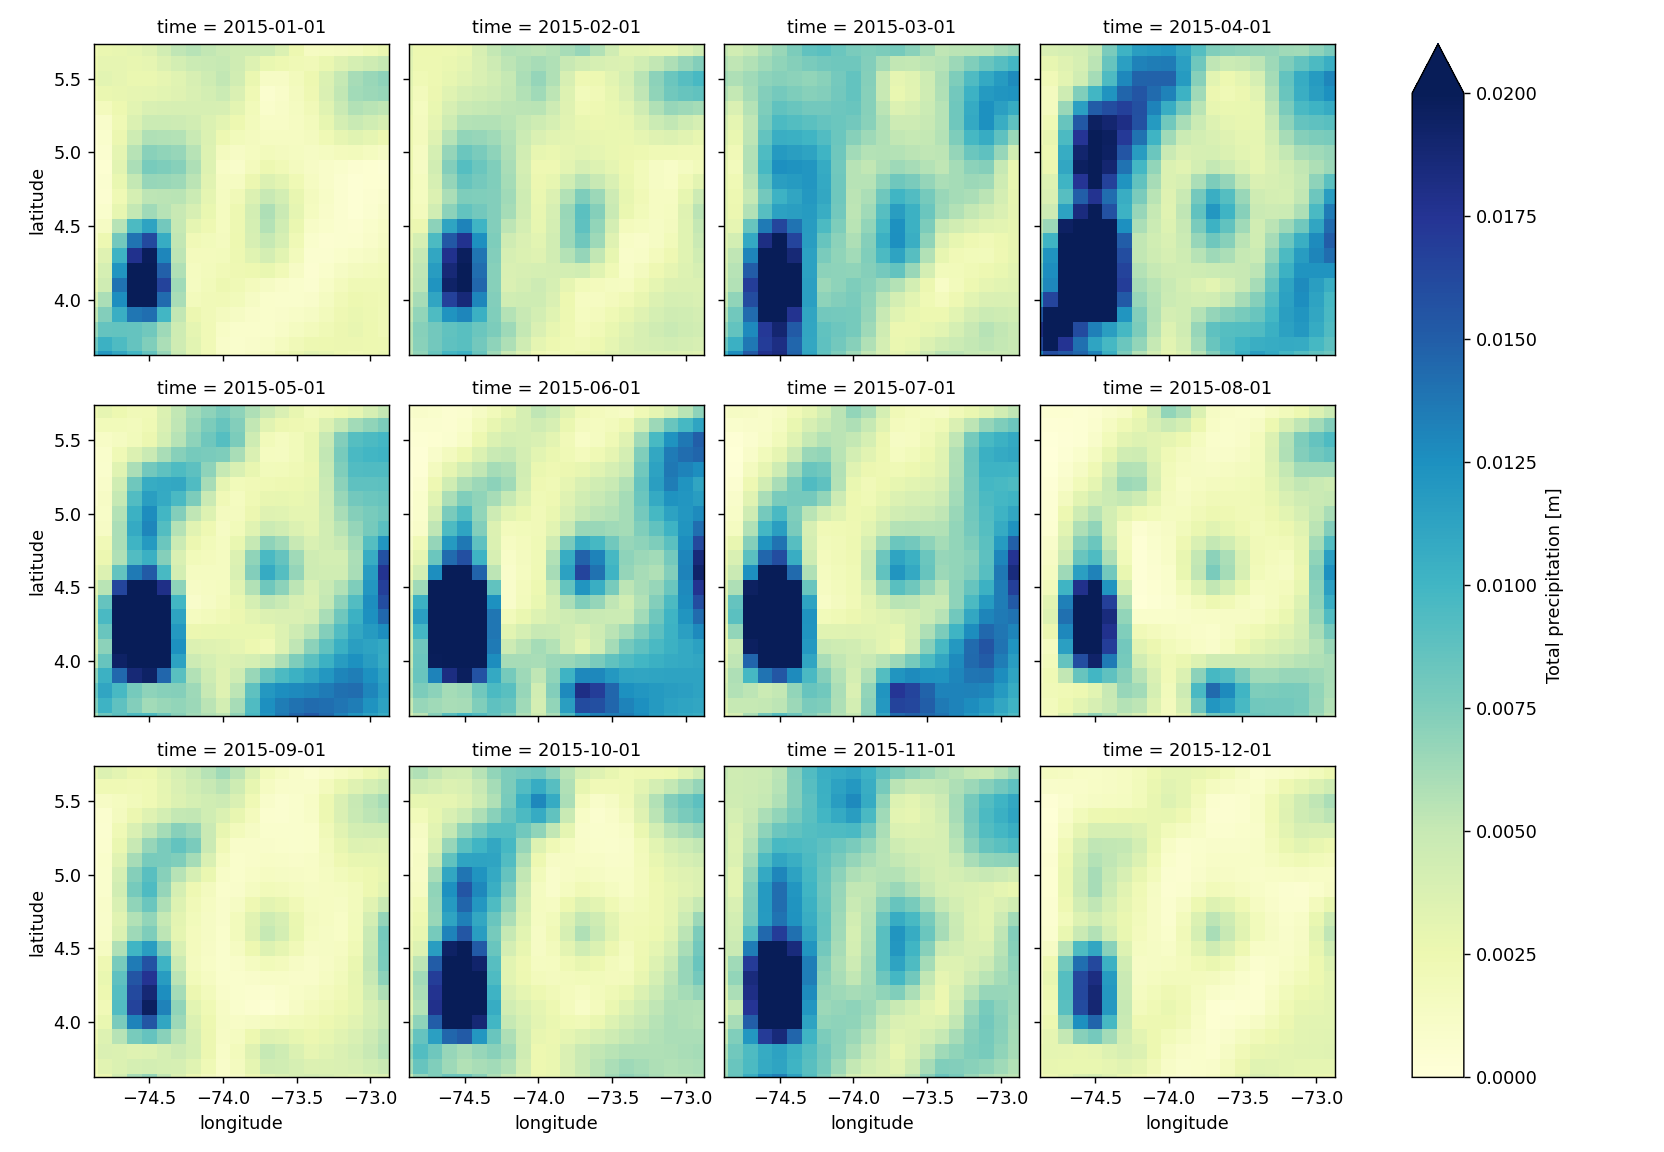 time = 2015-01-01
time = 2015-02-01
time = 2015-03-01
time = 2015-04-01
latitude
5.5
5.0
4.5
4.0
time = 2015-05-01
time = 2015-06-01
time = 2015-07-01
time = 2015-08-01
latitude
5.5
5.0
4.5
4.0
time = 2015-09-01
time = 2015-10-01
time = 2015-11-01
time = 2015-12-01
latitude
5.5
5.0
4.5
4.0
−74.5 −74.0 −73.5 −73.0
longitude
−74.5 −74.0 −73.5 −73.0
longitude
−74.5 −74.0 −73.5 −73.0
longitude
−74.5 −74.0 −73.5 −73.0
longitude
0.0200
0.0175
0.0150
0.0125
0.0100
0.0075
0.0050
0.0025
0.0000
Total precipitation [m]